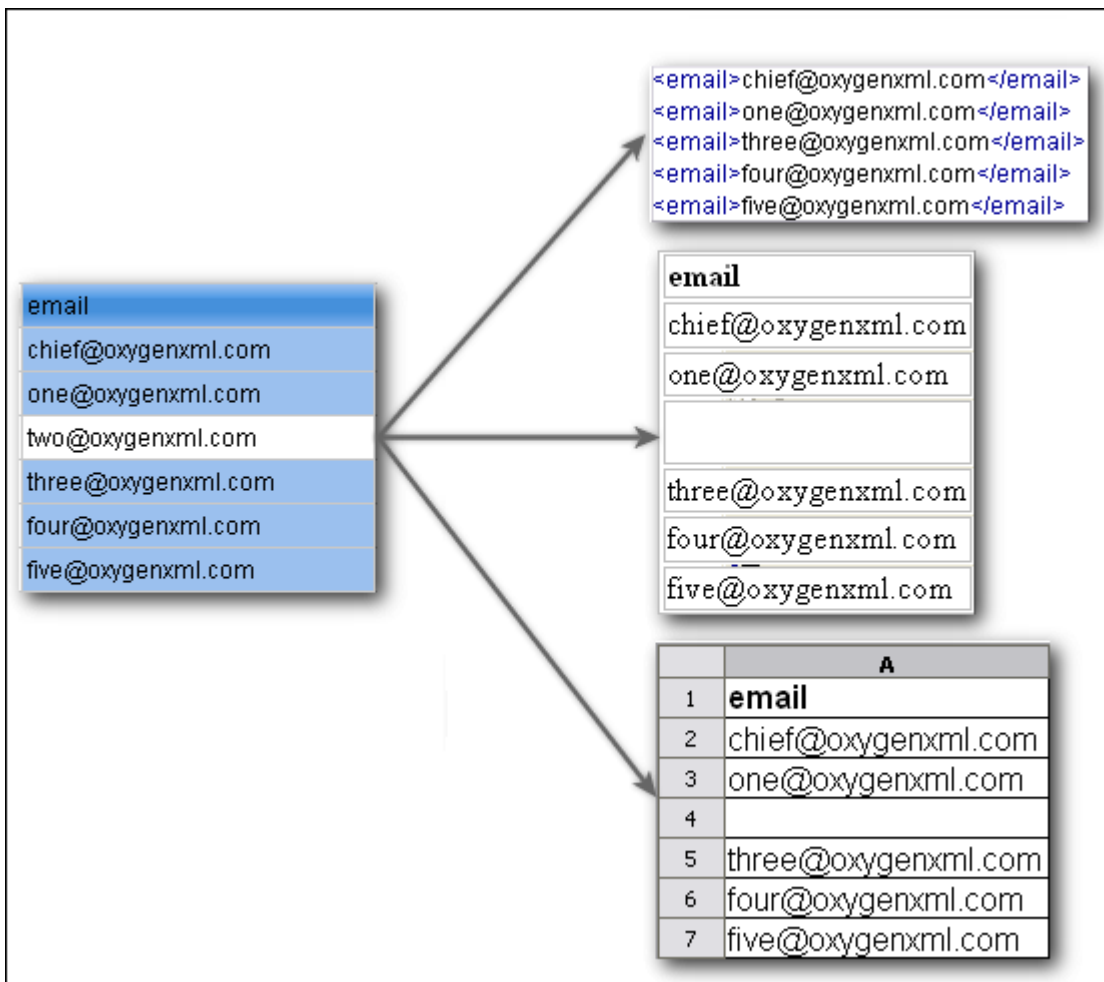 <email>chief@oxygenxml.com</email>
<email>one@oxygenxml.com</email>
<email>three@oxygenxml.com</email>
<email>four@oxygenxml.com</email>
<email>five@oxygenxml.com</email>
email
chief@oxygenxml.com
one@oxygenxml.com
two@oxygenxml.com
three@oxygenxml.com
four@oxygenxml.com
five@oxygenxml.com
email
chief@oxygenxml.com
one@oxygenxml.com
three@oxygenxml.com
four@oxygenxml.com
five@oxygenxml.com
A
1 email
2 chief@oxygenxml.com
3 one@oxygenxml.com
4
5 three@oxygenxml.com
6 four@oxygenxml.com
7 five@oxygenxml.com